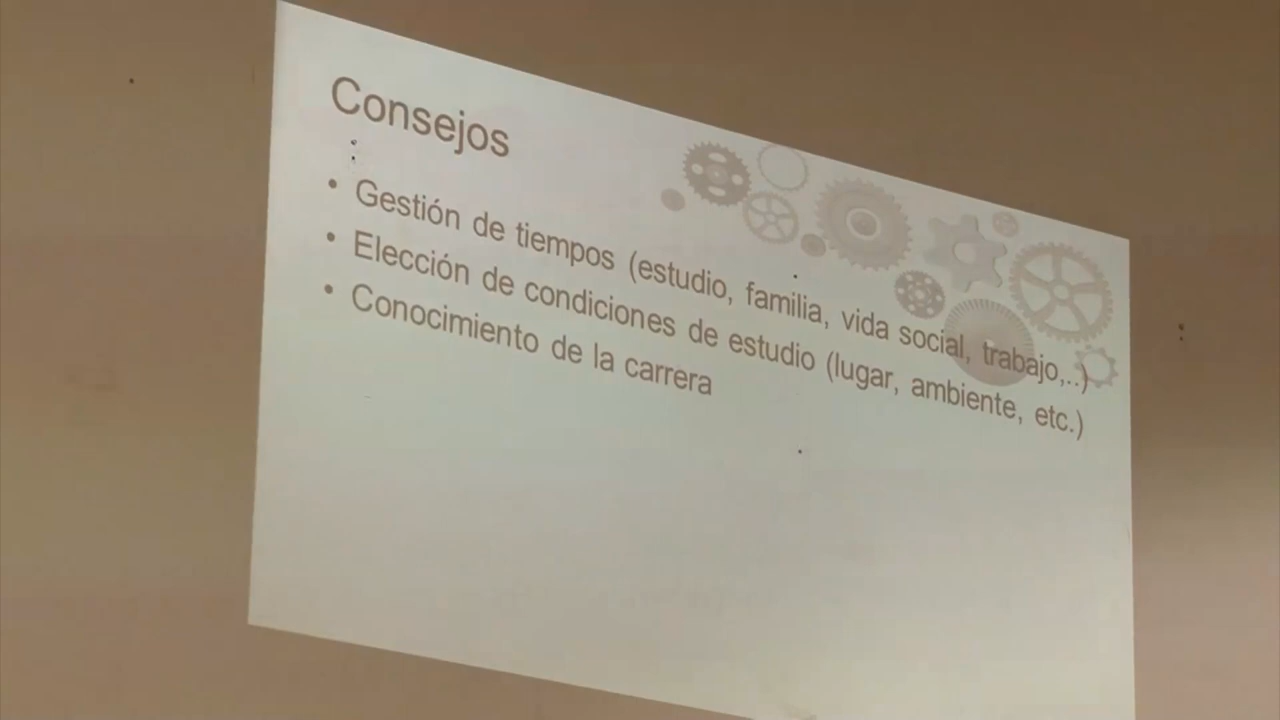 Consejos
• Gestión de tiempos (estudio, familia, vida social, trabajo,..)
• Elección de condiciones de estudio (lugar, ambiente, etc.)
• Conocimiento de la carrera